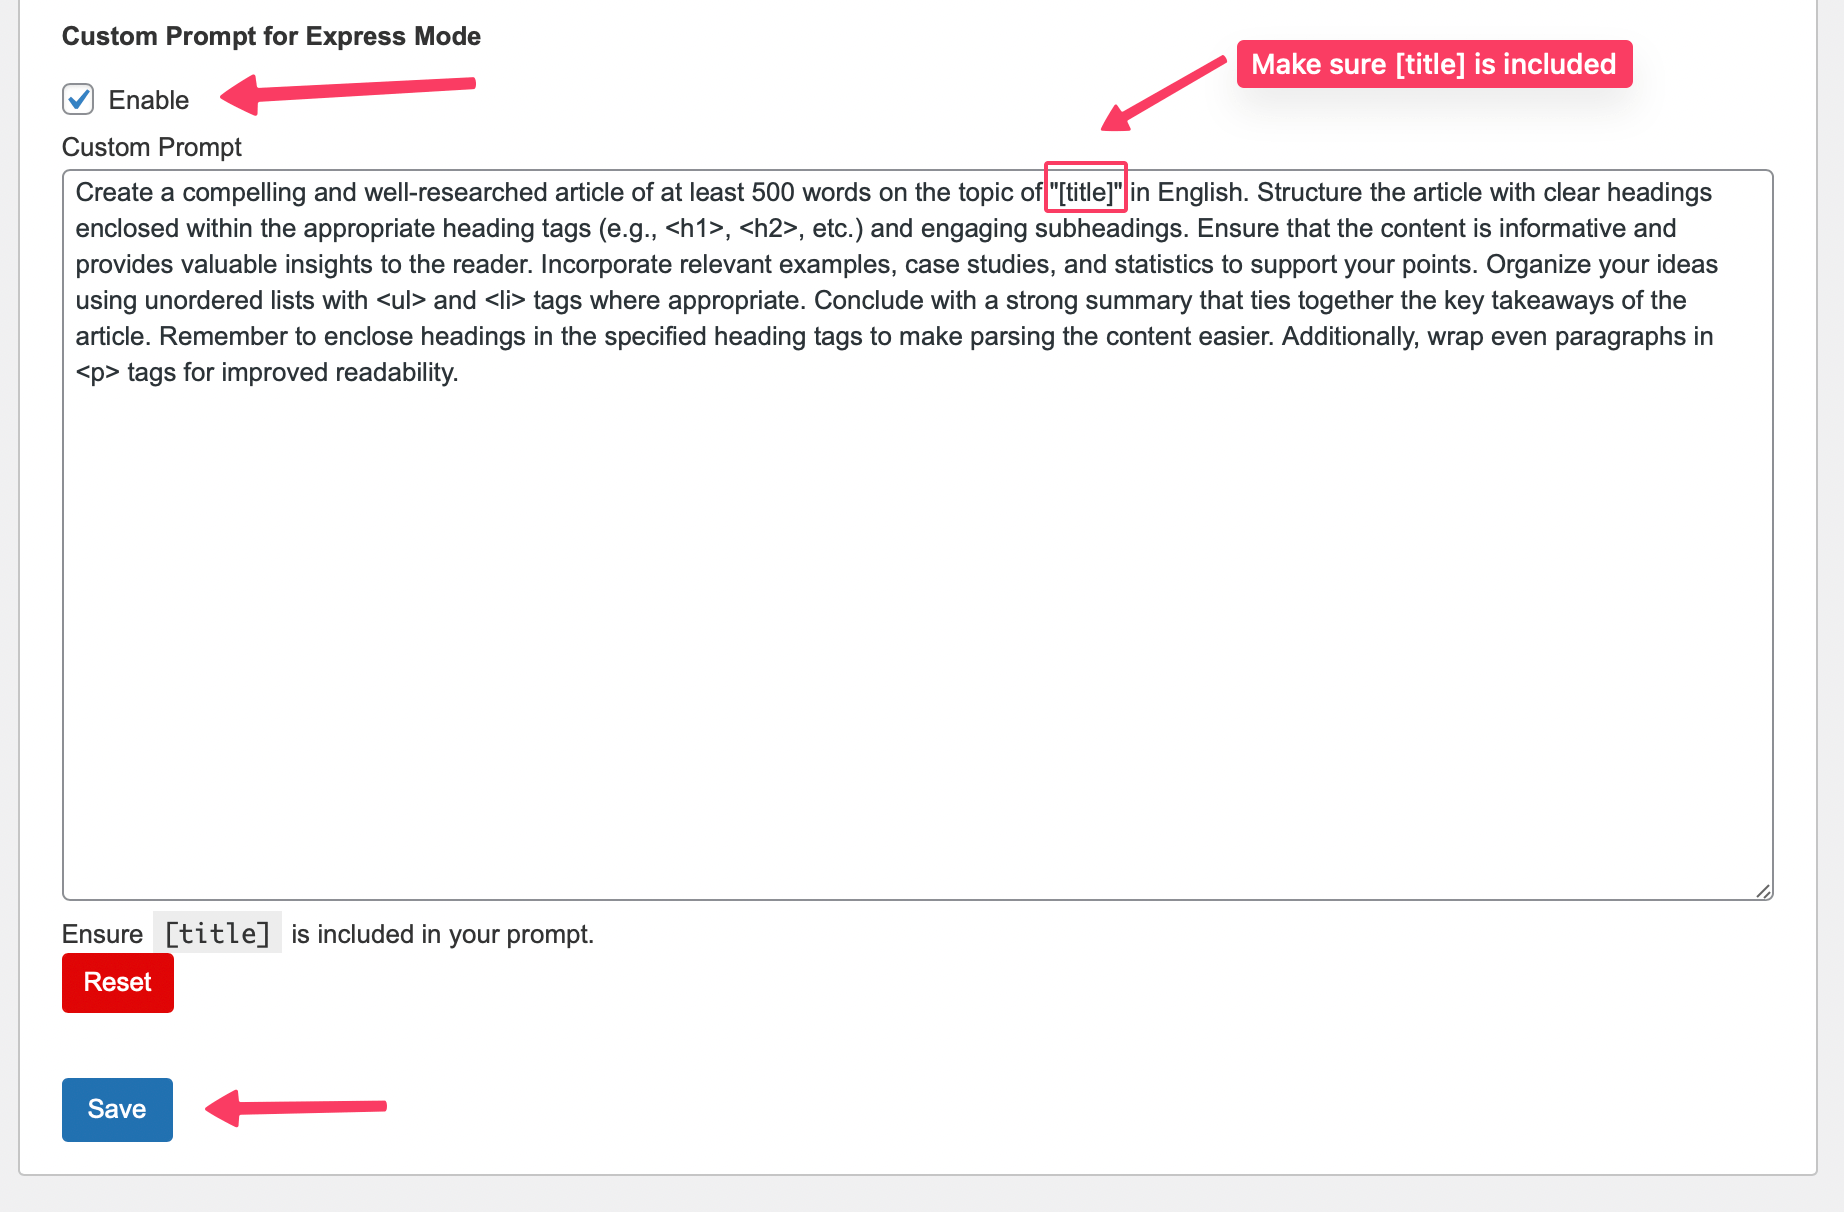 Custom Prompt for Express Mode
Make sure [title] is included
Enable
Custom Prompt
Create a compelling and well-researched article of at least 500 words on the topic of "[title]" in English. Structure the article with clear headings
enclosed within the appropriate heading tags (e.g., <h1>, <h2>, etc.) and engaging subheadings. Ensure that the content is informative and
provides valuable insights to the reader. Incorporate relevant examples, case studies, and statistics to support your points. Organize your ideas
using unordered lists with <ul> and <li> tags where appropriate. Conclude with a strong summary that ties together the key takeaways of the
article. Remember to enclose headings in the specified heading tags to make parsing the content easier. Additionally, wrap even paragraphs in
<p> tags for improved readability.
Ensure [title] is included in your prompt.
Reset
Save